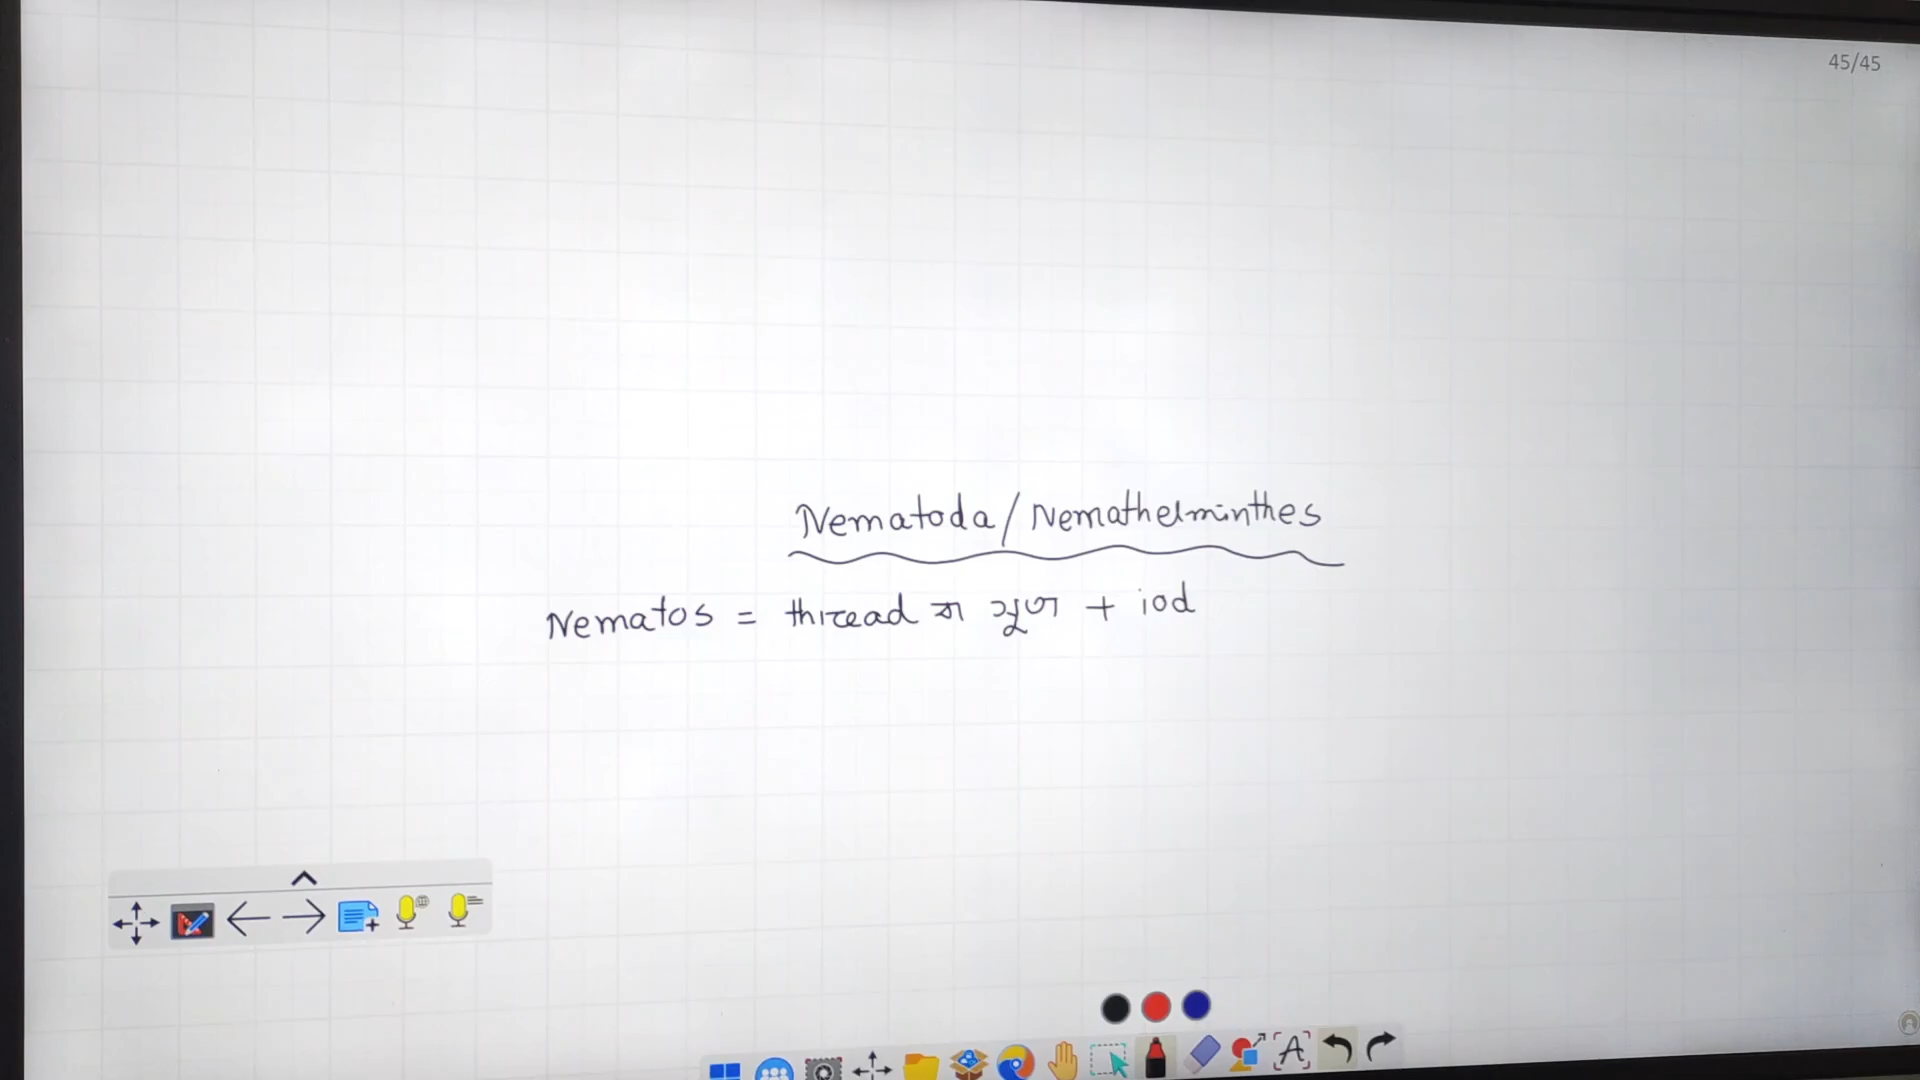 45/45
Nematoda / Nemathelminthes
Nematos = thread বা সুতা + iod